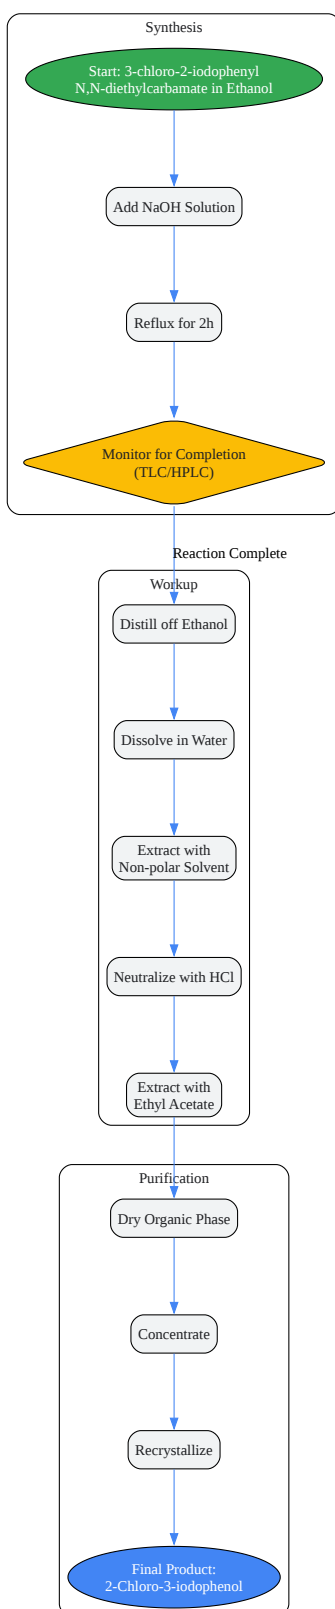 Synthesis
Start: 3-chloro-2-iodophenyl
N,N-diethylcarbamate in Ethanol
Add NaOH Solution
Reflux for 2h
Monitor for Completion
(TLC/HPLC)
Reaction Complete
Workup
Distill off Ethanol
Dissolve in Water
Extract with
Non-polar Solvent
Neutralize with HCl
Extract with
Ethyl Acetate
Purification
Dry Organic Phase
Concentrate
Recrystallize
Final Product:
2-Chloro-3-iodophenol